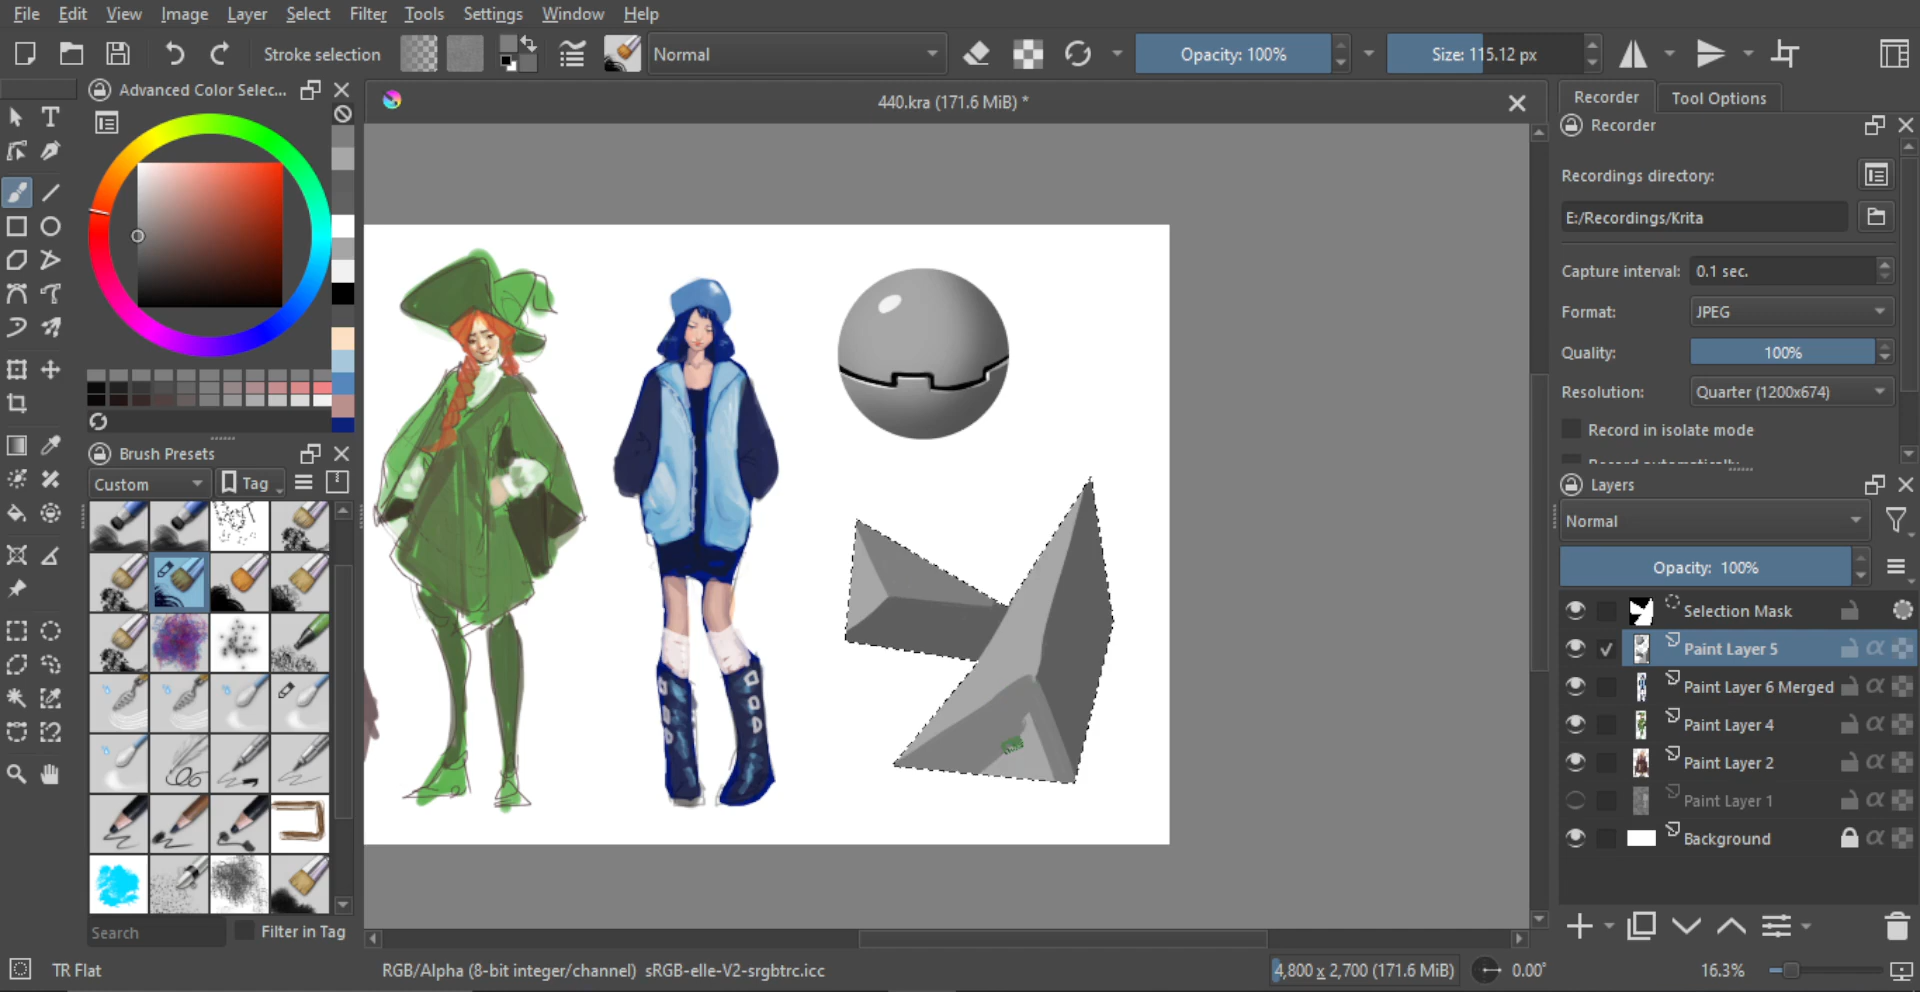 File Edit View Image Layer Select Filter Tools Settings Window Help
Stroke selection Normal Opacity: 100% Size: 115.12 px
Advanced Color Selec...
440.kra (171.6 MiB) *
Recorder Tool Options
Recorder
Recordings directory:
E:/Recordings/Krita
Capture interval: 0.1 sec.
Format: JPEG
Quality: 100%
Resolution: Quarter (1200x674)
Record in isolate mode
Record automatically
Brush Presets
Custom Tag
Search Filter in Tag
Layers
Normal
Opacity: 100%
Selection Mask
Paint Layer 5
Paint Layer 6 Merged
Paint Layer 4
Paint Layer 2
Paint Layer 1
Background
TR Flat RGB/Alpha (8-bit integer/channel) sRGB-elle-V2-srgbtrc.icc 4,800 x 2,700 (171.6 MiB) 0.00° 16.3%